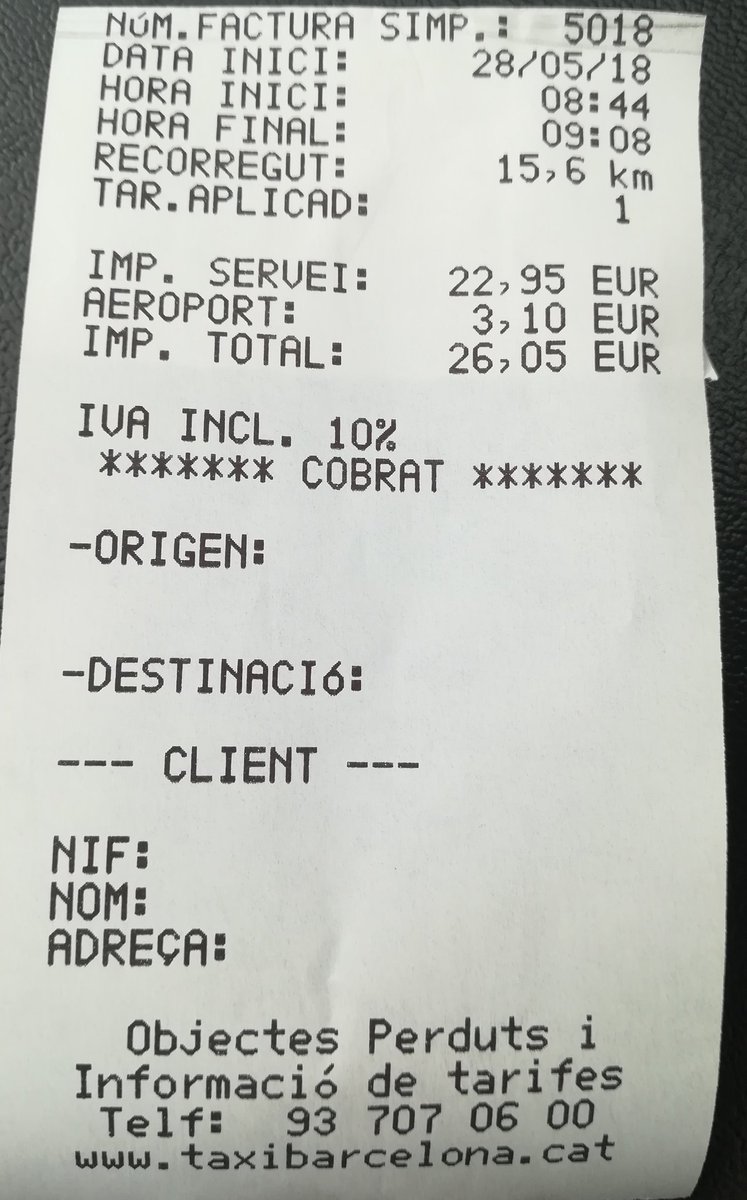 NÚM.FACTURA SIMP.: 5018
DATA INICI: 28/05/18
HORA INICI: 08:44
HORA FINAL: 09:08
RECORREGUT: 15,6 km
TAR.APLICAD: 1
IMP. SERVEI: 22,95 EUR
AEROPORT: 3,10 EUR
IMP. TOTAL: 26,05 EUR
IVA INCL. 10%
******* COBRAT *******
-ORIGEN:
-DESTINACIó:
--- CLIENT ---
NIF:
NOM:
ADREÇA:
Objectes Perduts i
Informació de tarifes
Telf: 93 707 06 00
www.taxibarcelona.cat